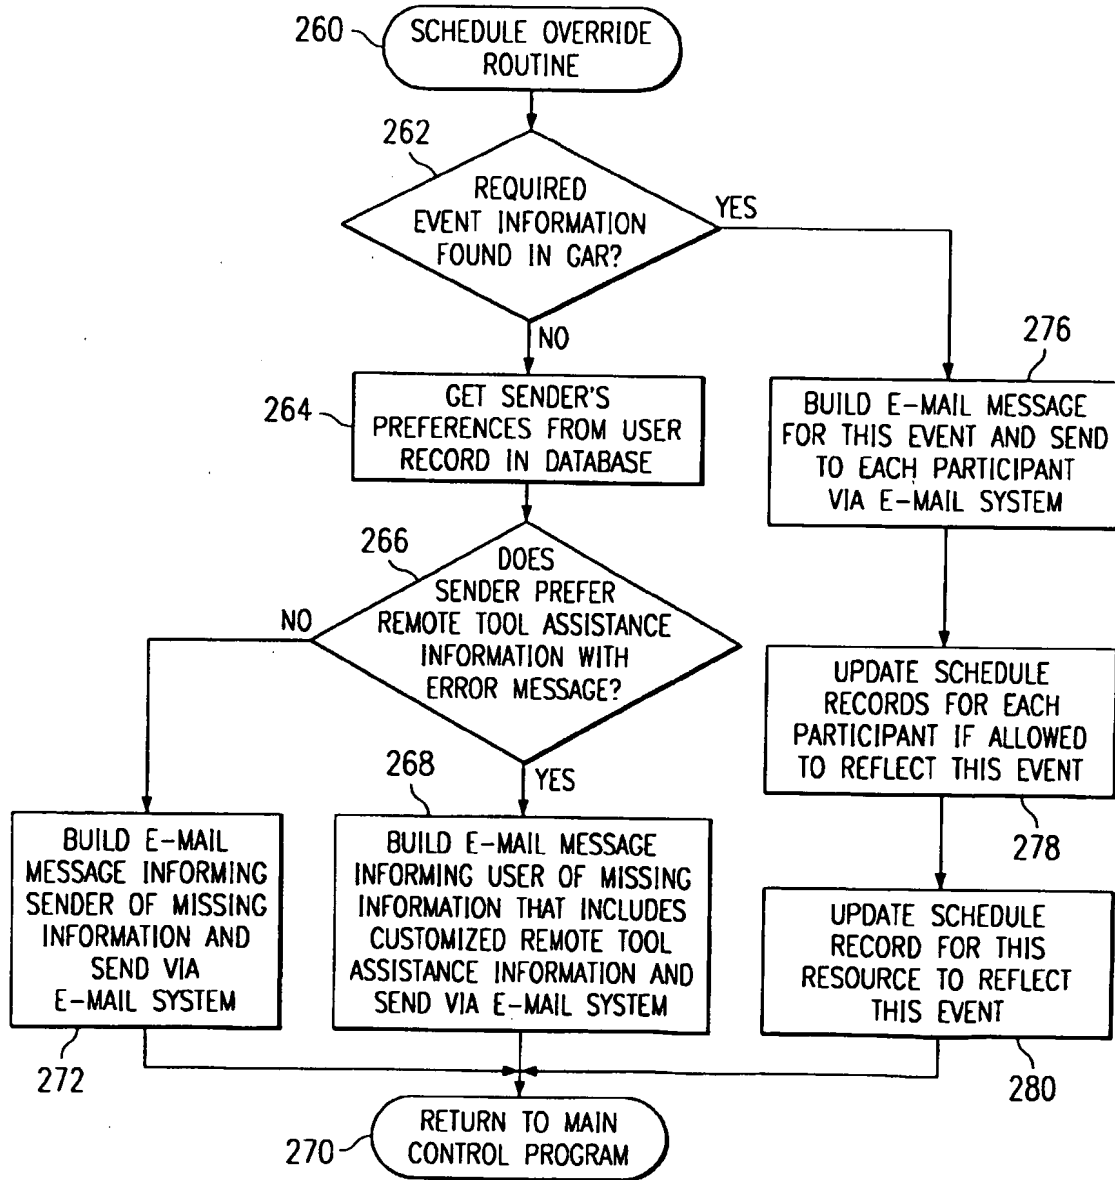 260
SCHEDULE OVERRIDE
ROUTINE
262
REQUIRED
EVENT INFORMATION
FOUND IN GAR?
YES
NO
264
GET SENDER'S
PREFERENCES FROM USER
RECORD IN DATABASE
276
BUILD E-MAIL MESSAGE
FOR THIS EVENT AND SEND
TO EACH PARTICIPANT
VIA E-MAIL SYSTEM
266
DOES
SENDER PREFER
REMOTE TOOL ASSISTANCE
INFORMATION WITH
ERROR MESSAGE?
NO
YES
UPDATE SCHEDULE
RECORDS FOR EACH
PARTICIPANT IF ALLOWED
TO REFLECT THIS EVENT
278
272
BUILD E-MAIL
MESSAGE INFORMING
SENDER OF MISSING
INFORMATION AND
SEND VIA
E-MAIL SYSTEM
268
BUILD E-MAIL MESSAGE
INFORMING USER OF MISSING
INFORMATION THAT INCLUDES
CUSTOMIZED REMOTE TOOL
ASSISTANCE INFORMATION AND
SEND VIA E-MAIL SYSTEM
UPDATE SCHEDULE
RECORD FOR THIS
RESOURCE TO REFLECT
THIS EVENT
280
270
RETURN TO MAIN
CONTROL PROGRAM